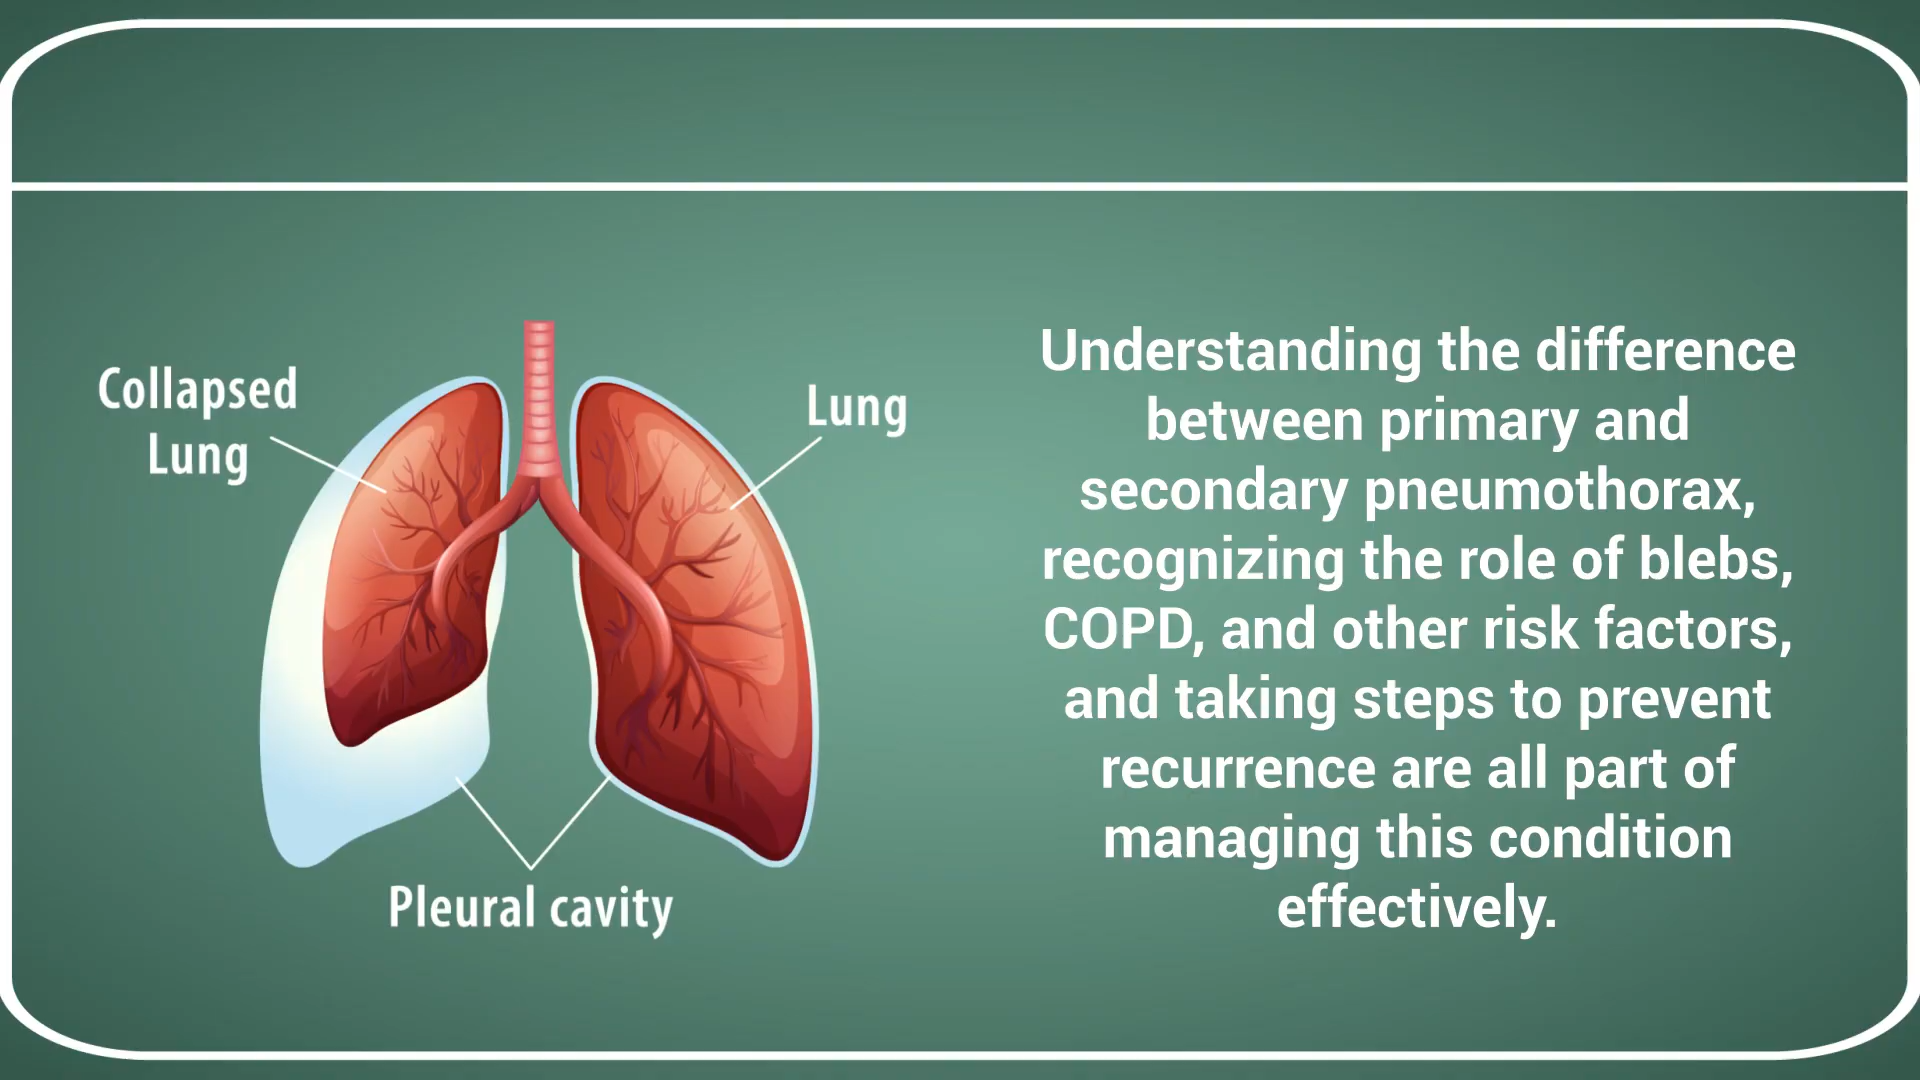 Collapsed
Lung
Lung
Pleural cavity
Understanding the difference
between primary and
secondary pneumothorax,
recognizing the role of blebs,
COPD, and other risk factors,
and taking steps to prevent
recurrence are all part of
managing this condition
effectively.